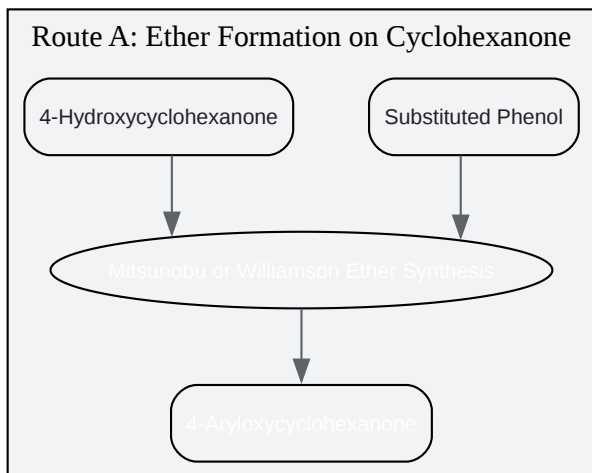 Route A: Ether Formation on Cyclohexanone
4-Hydroxycyclohexanone
Substituted Phenol
Mitsunobu or Williamson Ether Synthesis
4-Aryloxycyclohexanone